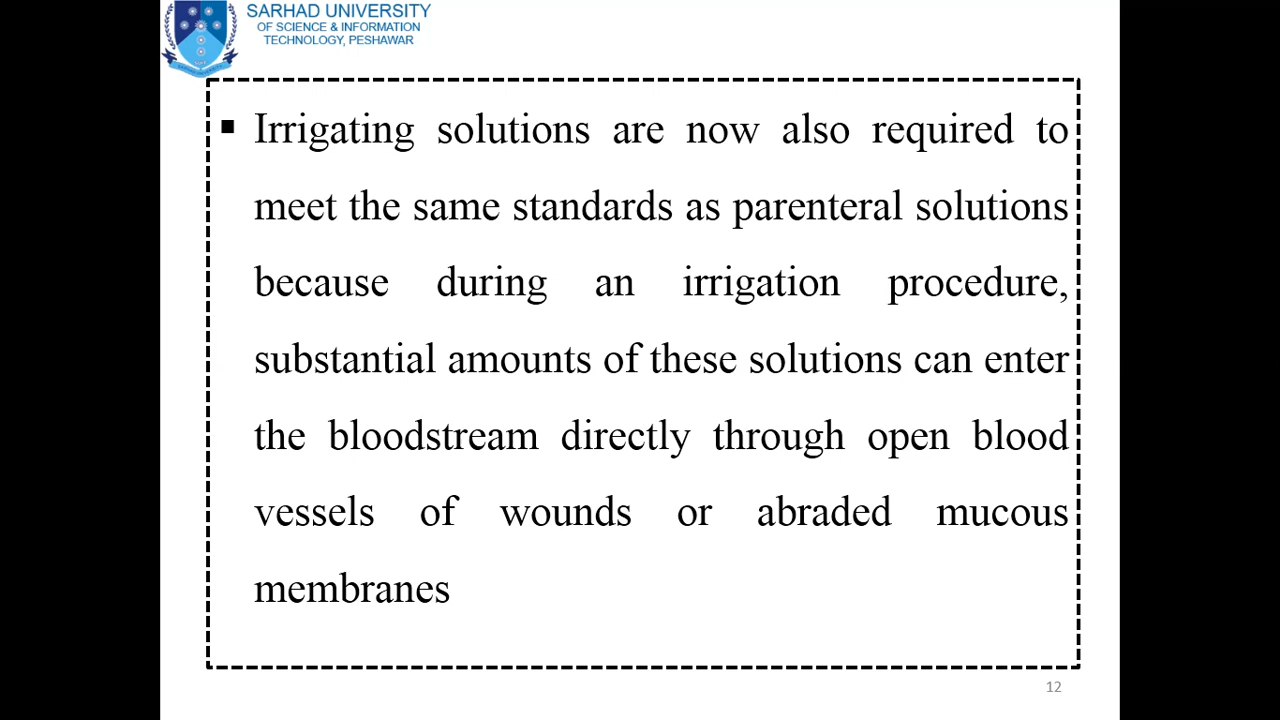 SARHAD UNIVERSITY
OF SCIENCE & INFORMATION
TECHNOLOGY, PESHAWAR
▪ Irrigating solutions are now also required to
meet the same standards as parenteral solutions
because during an irrigation procedure,
substantial amounts of these solutions can enter
the bloodstream directly through open blood
vessels of wounds or abraded mucous
membranes
12